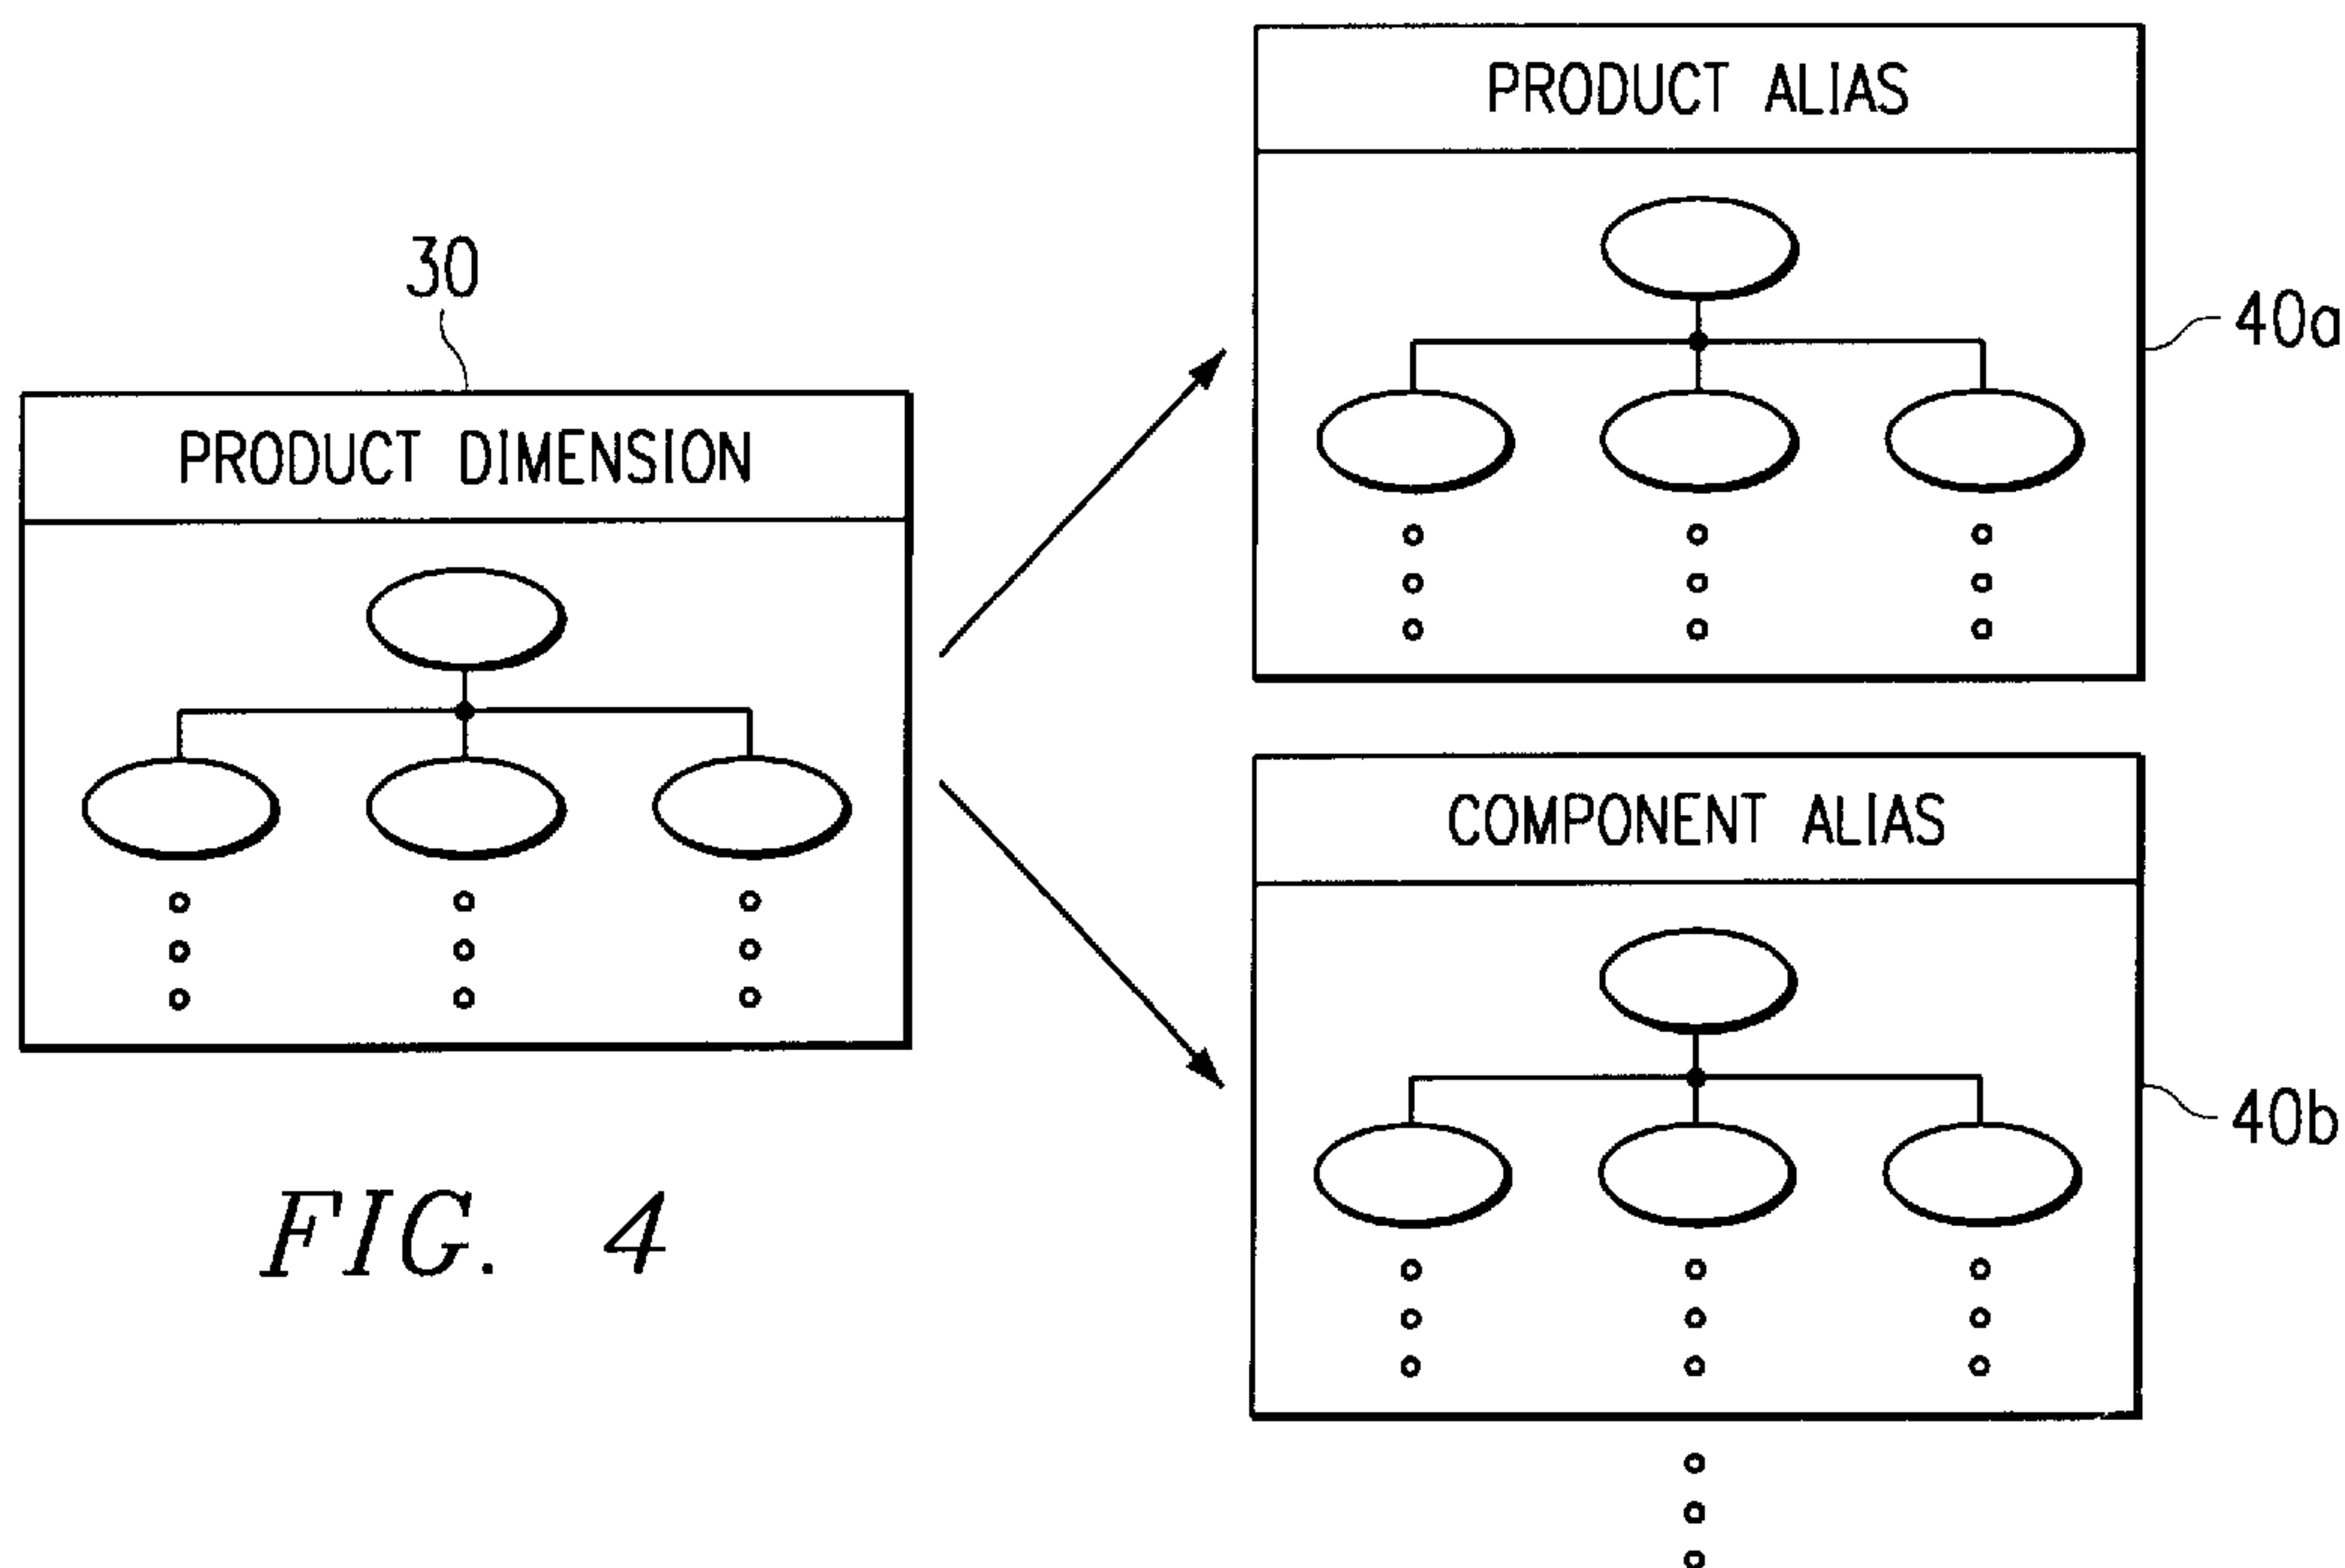 30
PRODUCT DIMENSION
PRODUCT ALIAS
40a
COMPONENT ALIAS
40b
FIG. 4